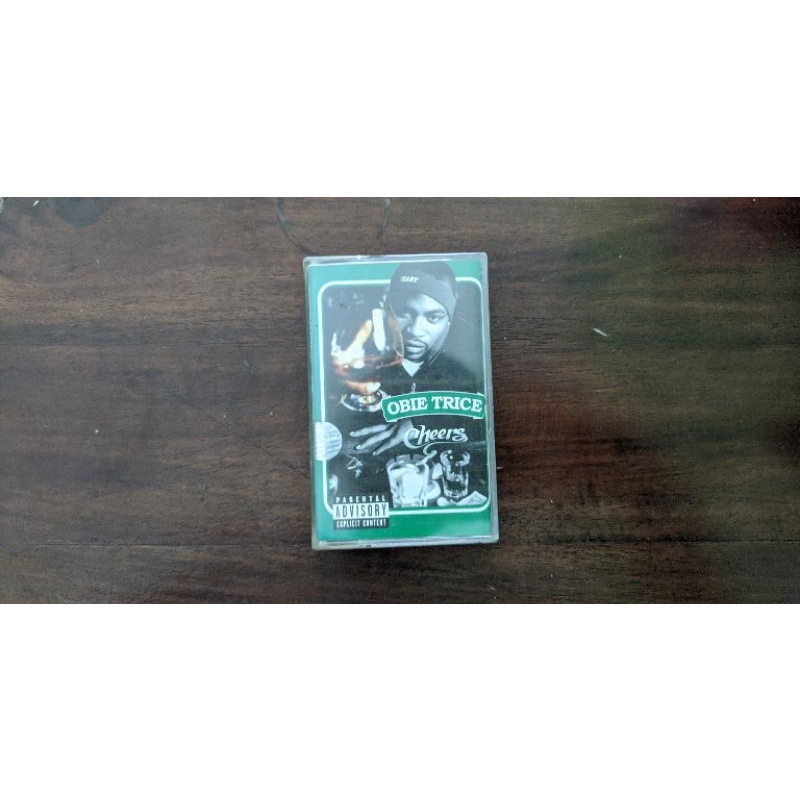 OBIE TRICE
Cheers
PARENTAL
ADVISORY
EXPLICIT CONTENT